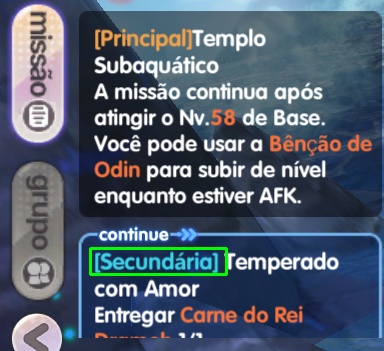 missão
grupo
[Principal]Templo
Subaquático
A missão continua após
atingir o Nv.58 de Base.
Você pode usar a Bênção de
Odin para subir de nível
enquanto estiver AFK.
continue
[Secundária] Temperado
com Amor
Entregar Carne do Rei